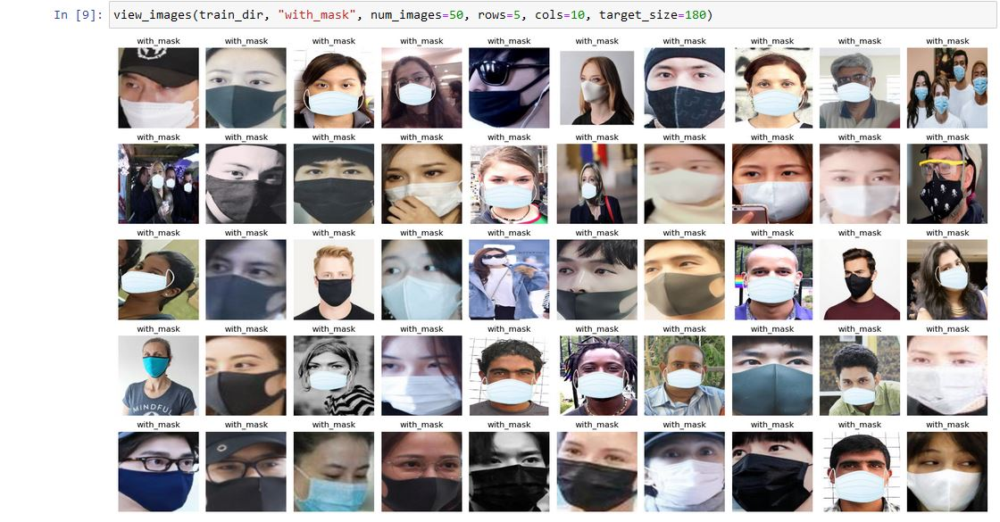 In [9]: view_images(train_dir, "with_mask", num_images=50, rows=5, cols=10, target_size=180)
with_mask with_mask with_mask with_mask with_mask with_mask with_mask with_mask with_mask with_mask
with_mask with_mask with_mask with_mask with_mask with_mask with_mask with_mask with_mask with_mask
with_mask with_mask with_mask with_mask with_mask with_mask with_mask with_mask with_mask with_mask
with_mask with_mask with_mask with_mask with_mask with_mask with_mask with_mask with_mask with_mask
MINDFUL
with_mask with_mask with_mask with_mask with_mask with_mask with_mask with_mask with_mask with_mask